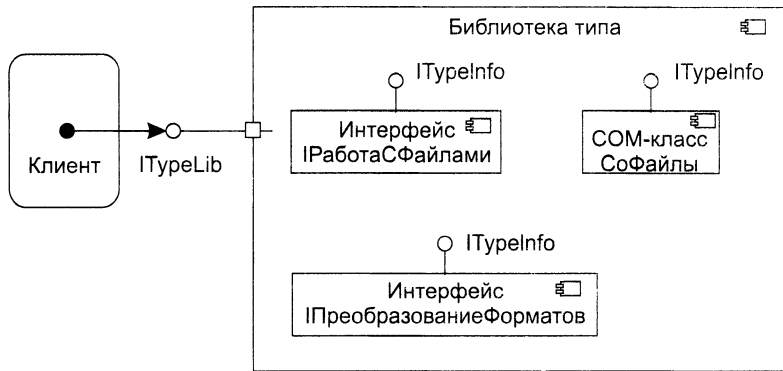 Библиотека типа
ITypeInfo
ITypeInfo
Интерфейс
IРаботаСФайлами
COM-класс
СоФайлы
Клиент
ITypeLib
ITypeInfo
Интерфейс
IПреобразованиеФорматов